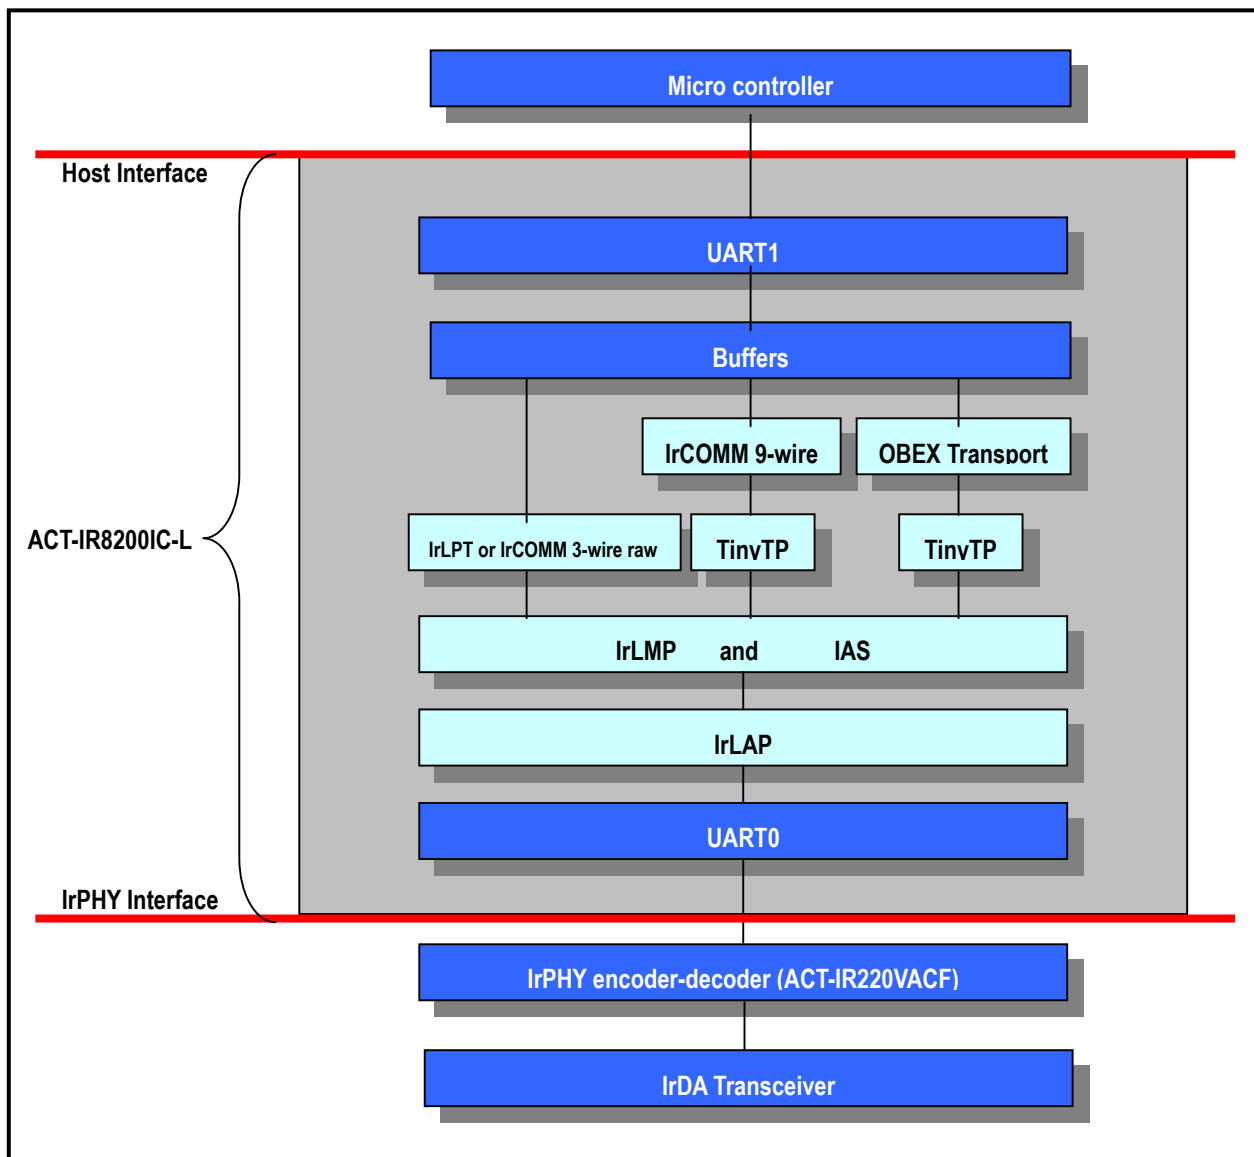 Micro controller
Host Interface
UART1
Buffers
IrCOMM 9-wire
OBEX Transport
ACT-IR8200IC-L
IrLPT or IrCOMM 3-wire raw
TinyTP
TinyTP
IrLMP and IAS
IrLAP
UART0
IrPHY Interface
IrPHY encoder-decoder (ACT-IR220VACF)
IrDA Transceiver